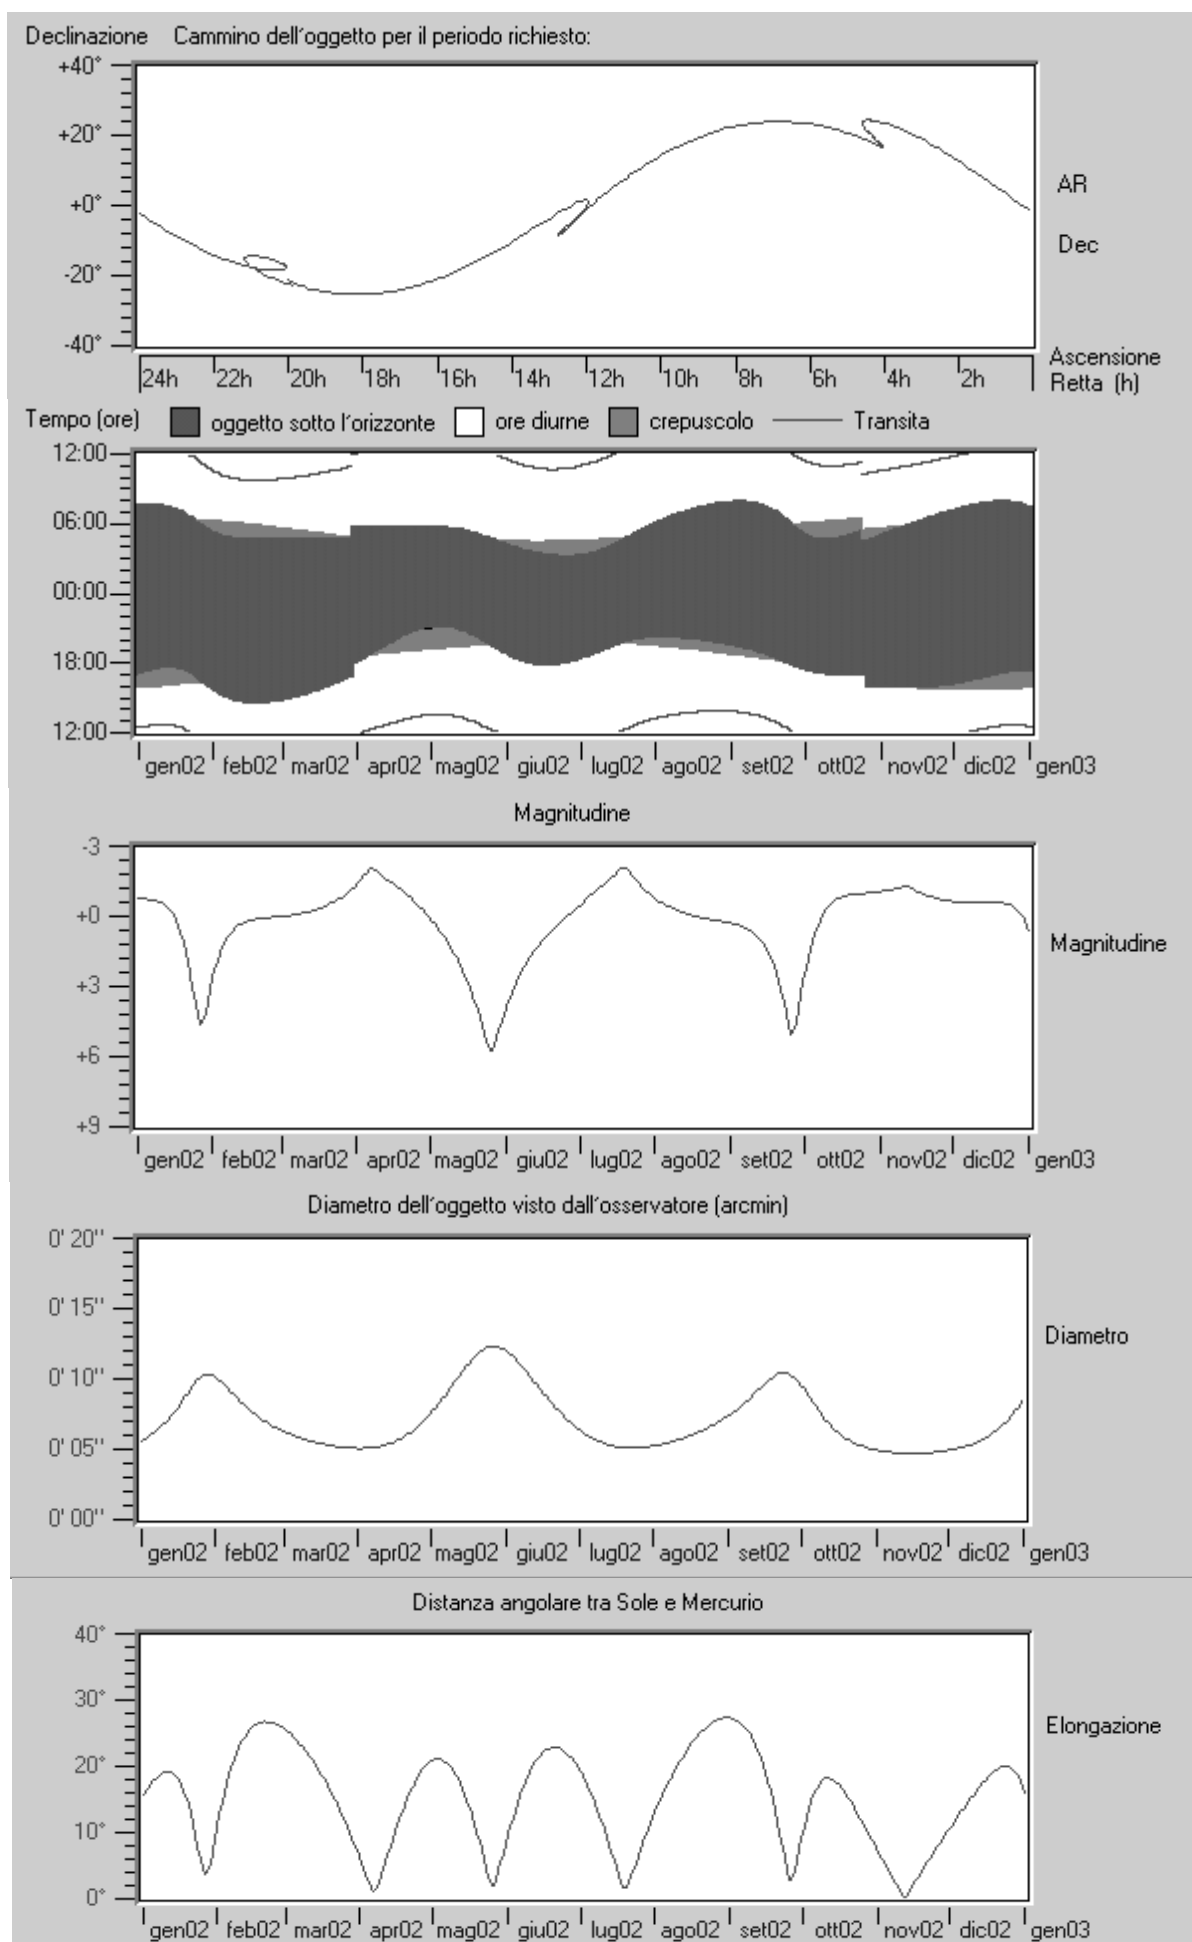 Declinazione Cammino dell'oggetto per il periodo richiesto:
+40°
+20°
+0°
-20°
-40°
AR
Dec
24h 22h 20h 18h 16h 14h 12h 10h 8h 6h 4h 2h
Ascensione
Retta (h)
Tempo (ore) oggetto sotto l'orizzonte ore diurne crepuscolo Transita
12:00
06:00
00:00
18:00
12:00
gen02 feb02 mar02 apr02 mag02 giu02 lug02 ago02 set02 ott02 nov02 dic02 gen03
Magnitudine
-3
+0
+3
+6
+9
Magnitudine
gen02 feb02 mar02 apr02 mag02 giu02 lug02 ago02 set02 ott02 nov02 dic02 gen03
Diametro dell'oggetto visto dall'osservatore (arcmin)
0' 20''
0' 15''
0' 10''
0' 05''
0' 00''
Diametro
gen02 feb02 mar02 apr02 mag02 giu02 lug02 ago02 set02 ott02 nov02 dic02 gen03
Distanza angolare tra Sole e Mercurio
40°
30°
20°
10°
0°
Elongazione
gen02 feb02 mar02 apr02 mag02 giu02 lug02 ago02 set02 ott02 nov02 dic02 gen03